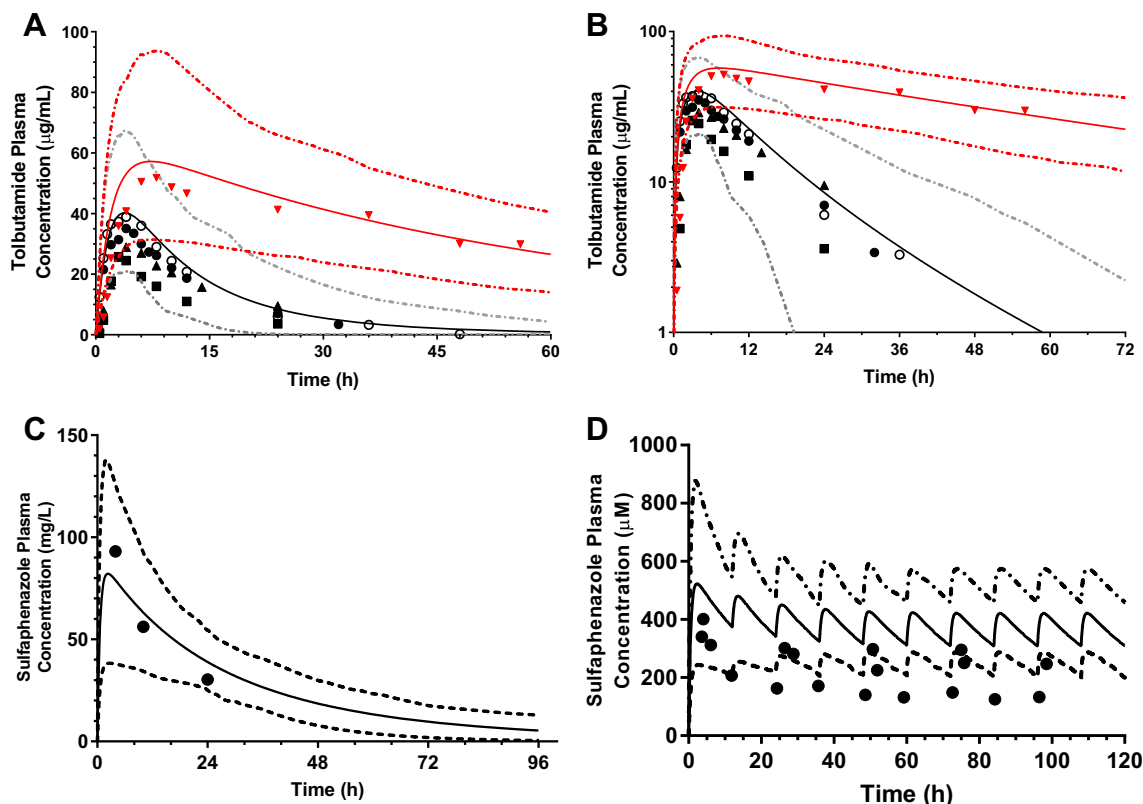 A
Tolbutamide Plasma
Concentration (μg/mL)
100
80
60
40
20
0
0 15 30 45 60
Time (h)
B
Tolbutamide Plasma
Concentration (μg/mL)
100
10
1
0 12 24 36 48 60 72
Time (h)
C
Sulfaphenazole Plasma
Concentration (mg/L)
150
100
50
0
0 24 48 72 96
Time (h)
D
Sulfaphenazole Plasma
Concentration (μM)
1000
800
600
400
200
0
0 20 40 60 80 100 120
Time (h)